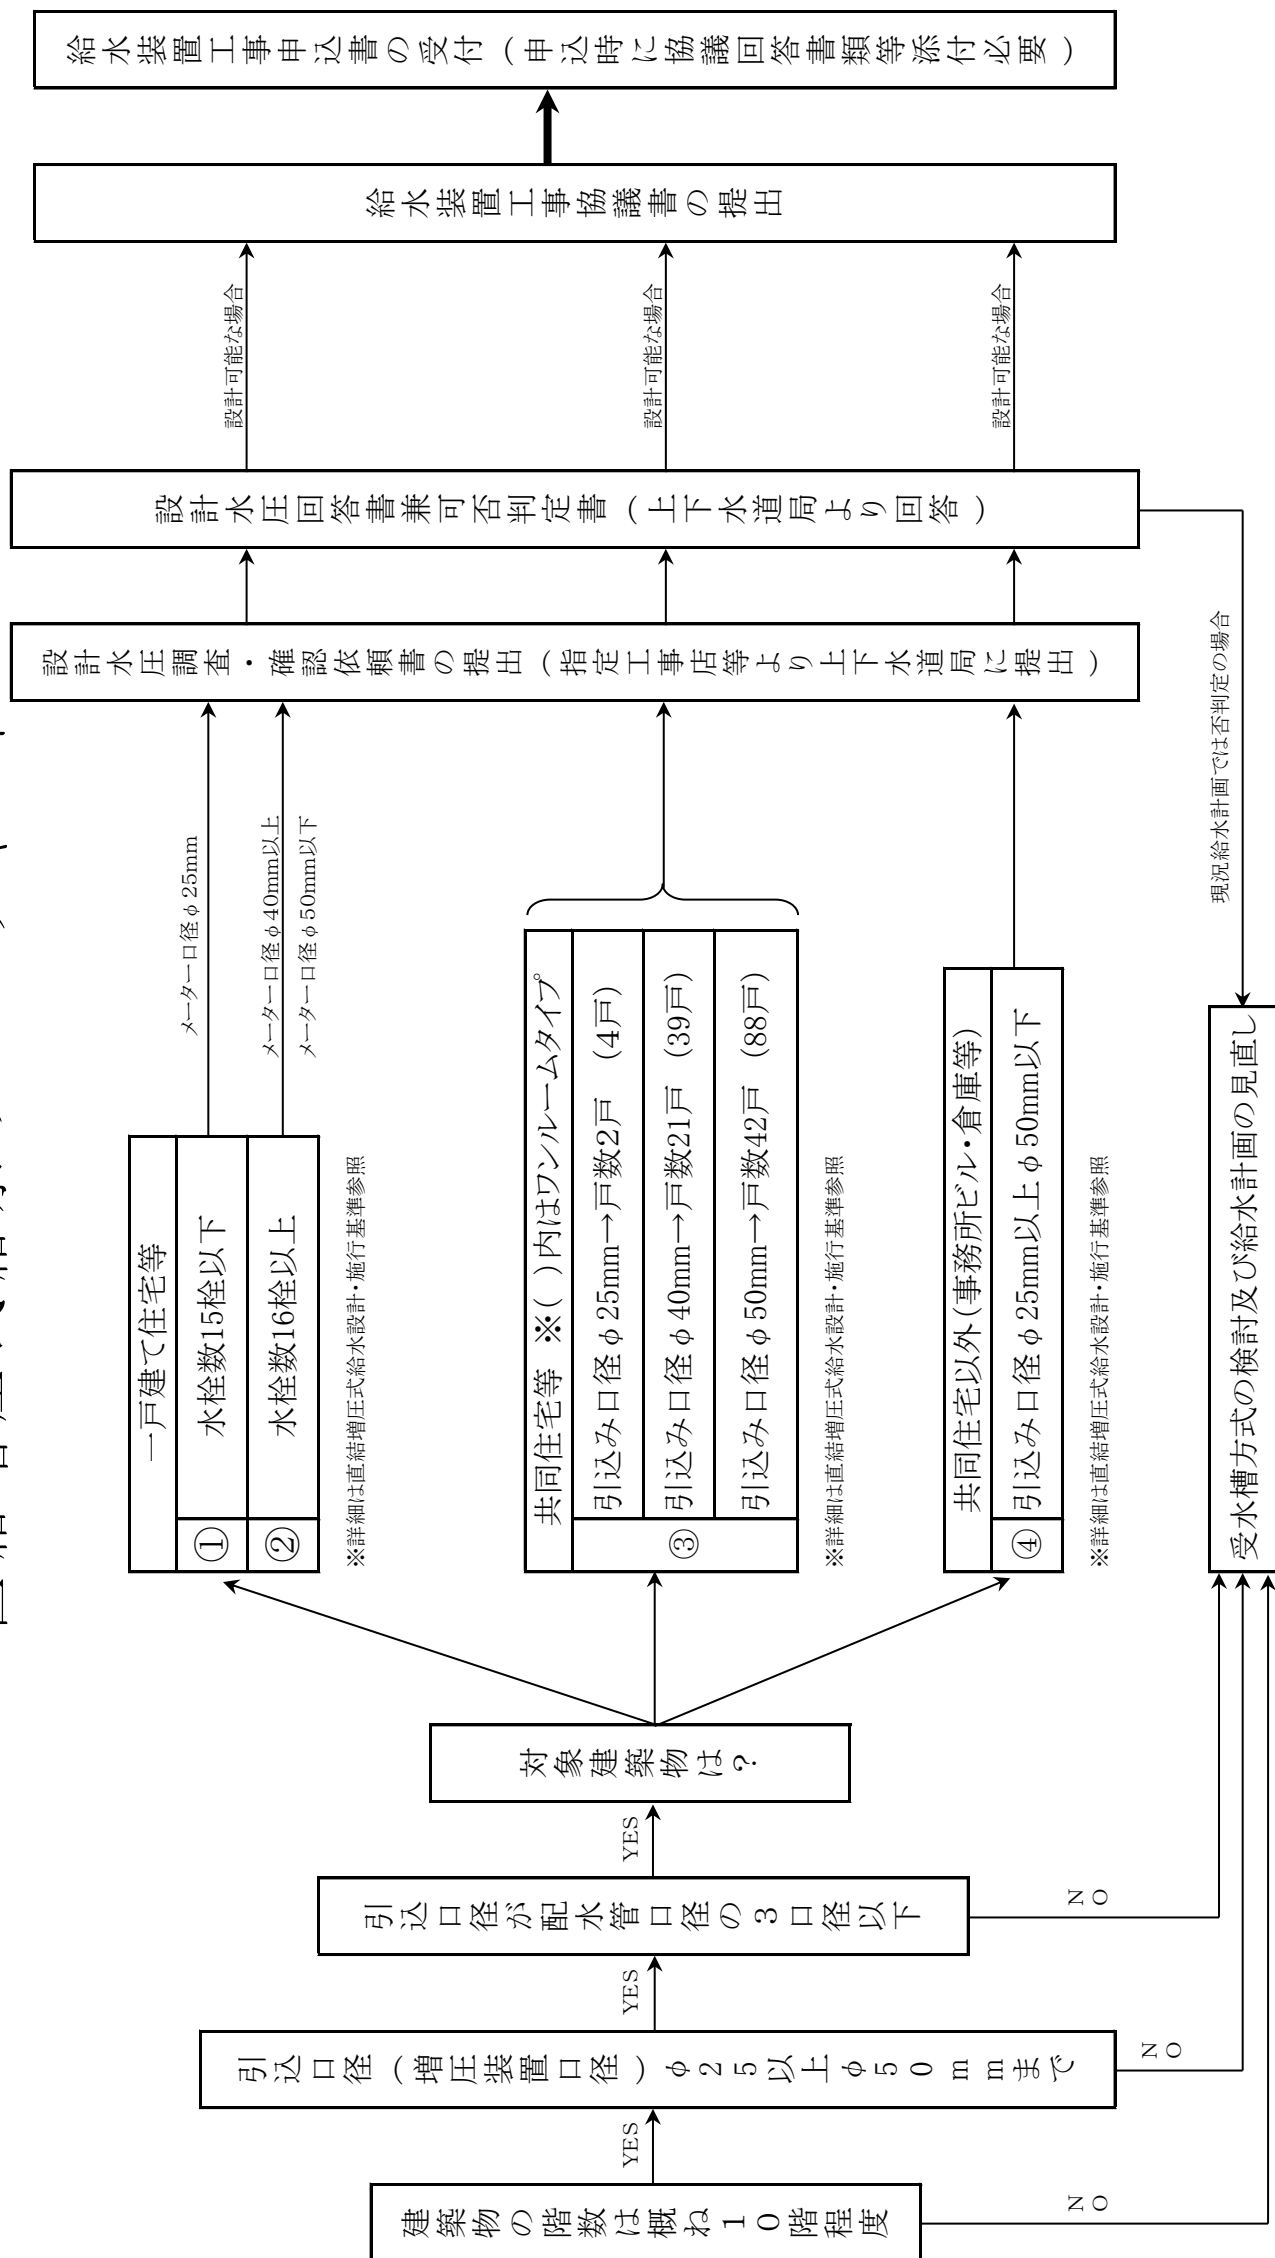 建築物の階数は概ね１０階程度
YES
NO
引込口径（増圧装置口径）φ２５以上φ５０ｍｍまで
YES
NO
引込口径が配水管口径の３口径以下
YES
NO
対象建築物は？
一戸建て住宅等
① 水栓数15栓以下
② 水栓数16栓以上
※詳細は直結増圧式給水設計・施行基準参照
メーター口径φ25mm
メーター口径φ40mm以上
メーター口径φ50mm以下
共同住宅等 ※( )内はワンルームタイプ
③
引込み口径φ25mm→戸数2戸 (4戸)
引込み口径φ40mm→戸数21戸 (39戸)
引込み口径φ50mm→戸数42戸 (88戸)
※詳細は直結増圧式給水設計・施行基準参照
共同住宅以外(事務所ビル・倉庫等)
④ 引込み口径φ25mm以上φ50mm以下
※詳細は直結増圧式給水設計・施行基準参照
受水槽方式の検討及び給水計画の見直し
設計水圧調査・確認依頼書の提出（指定工事店等より上下水道局に提出）
設計水圧回答書兼可否判定書（上下水道局より回答）
現況給水計画では否判定の場合
設計可能な場合
設計可能な場合
設計可能な場合
給水装置工事協議書の提出
給水装置工事申込書の受付（申込時に協議回答書類等添付必要）